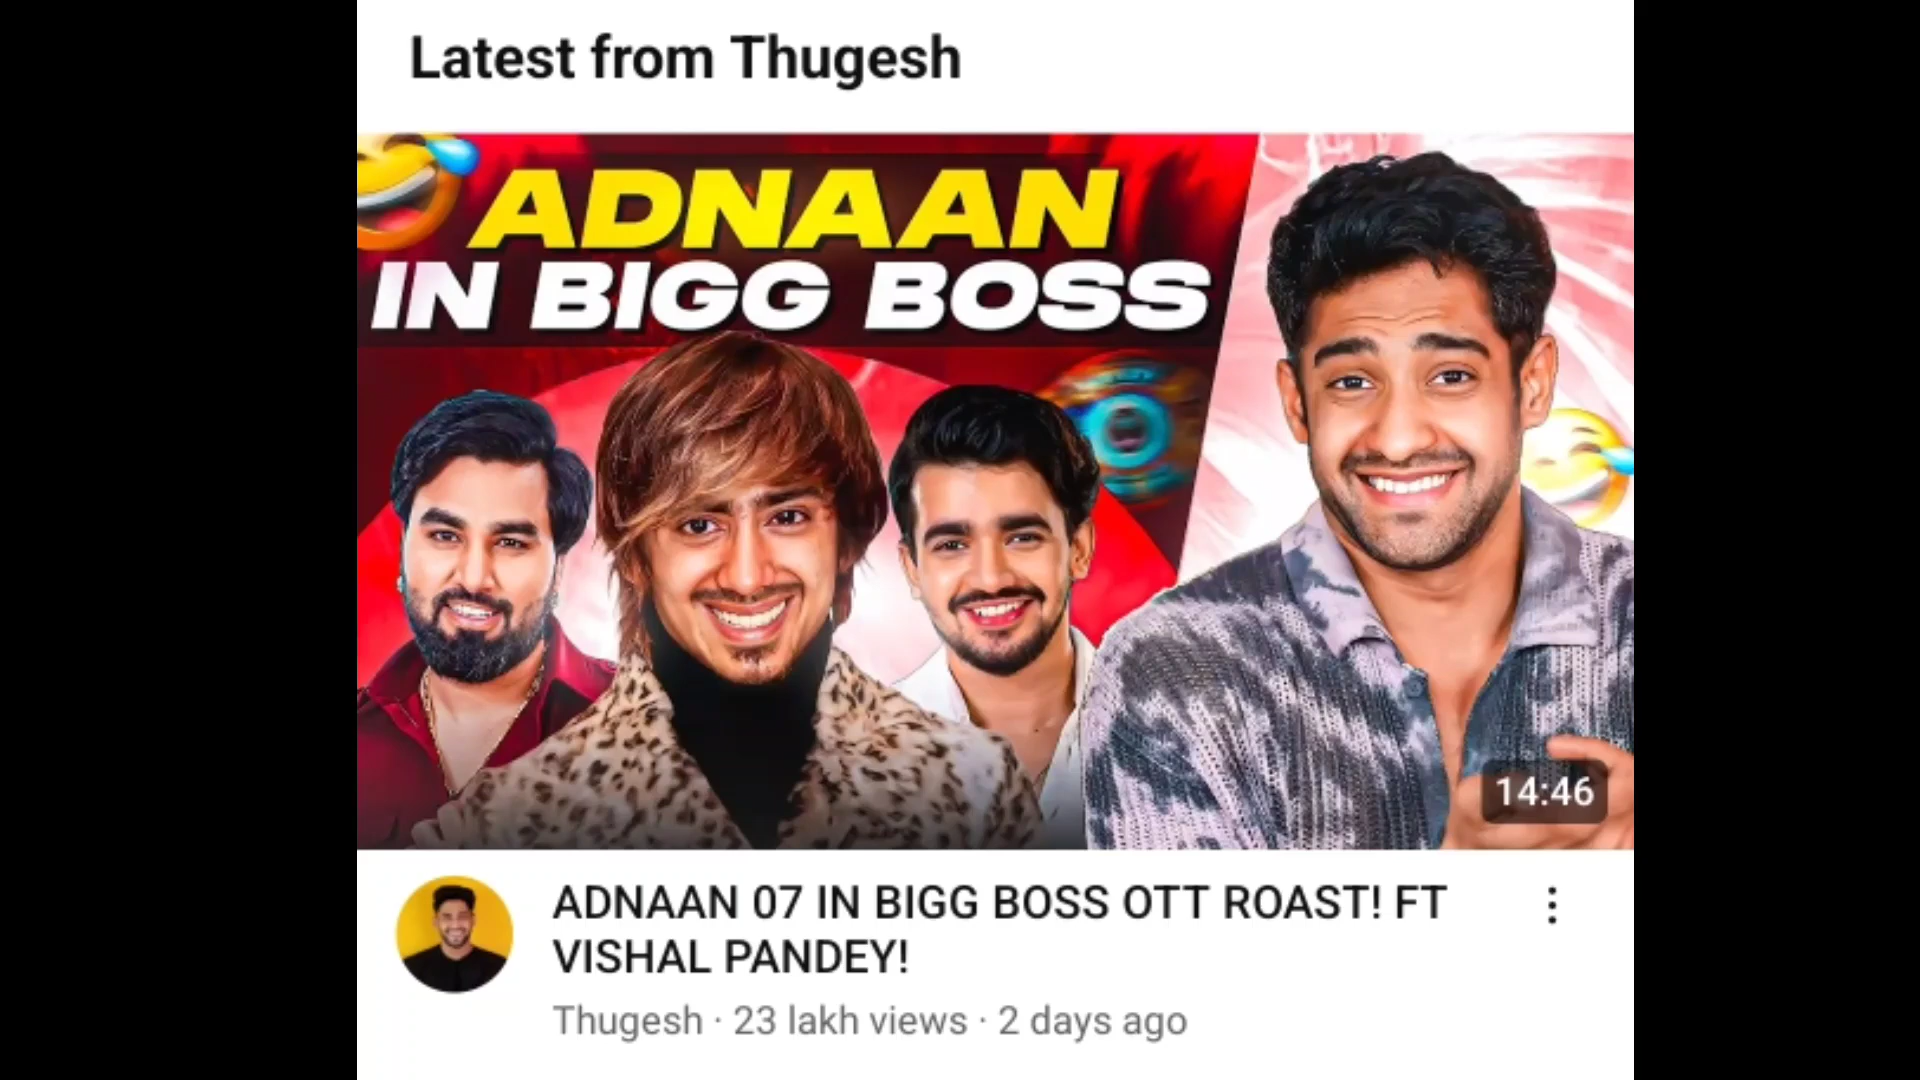 Latest from Thugesh
ADNAAN
IN BIGG BOSS
14:46
ADNAAN 07 IN BIGG BOSS OTT ROAST! FT
VISHAL PANDEY!
Thugesh · 23 lakh views · 2 days ago